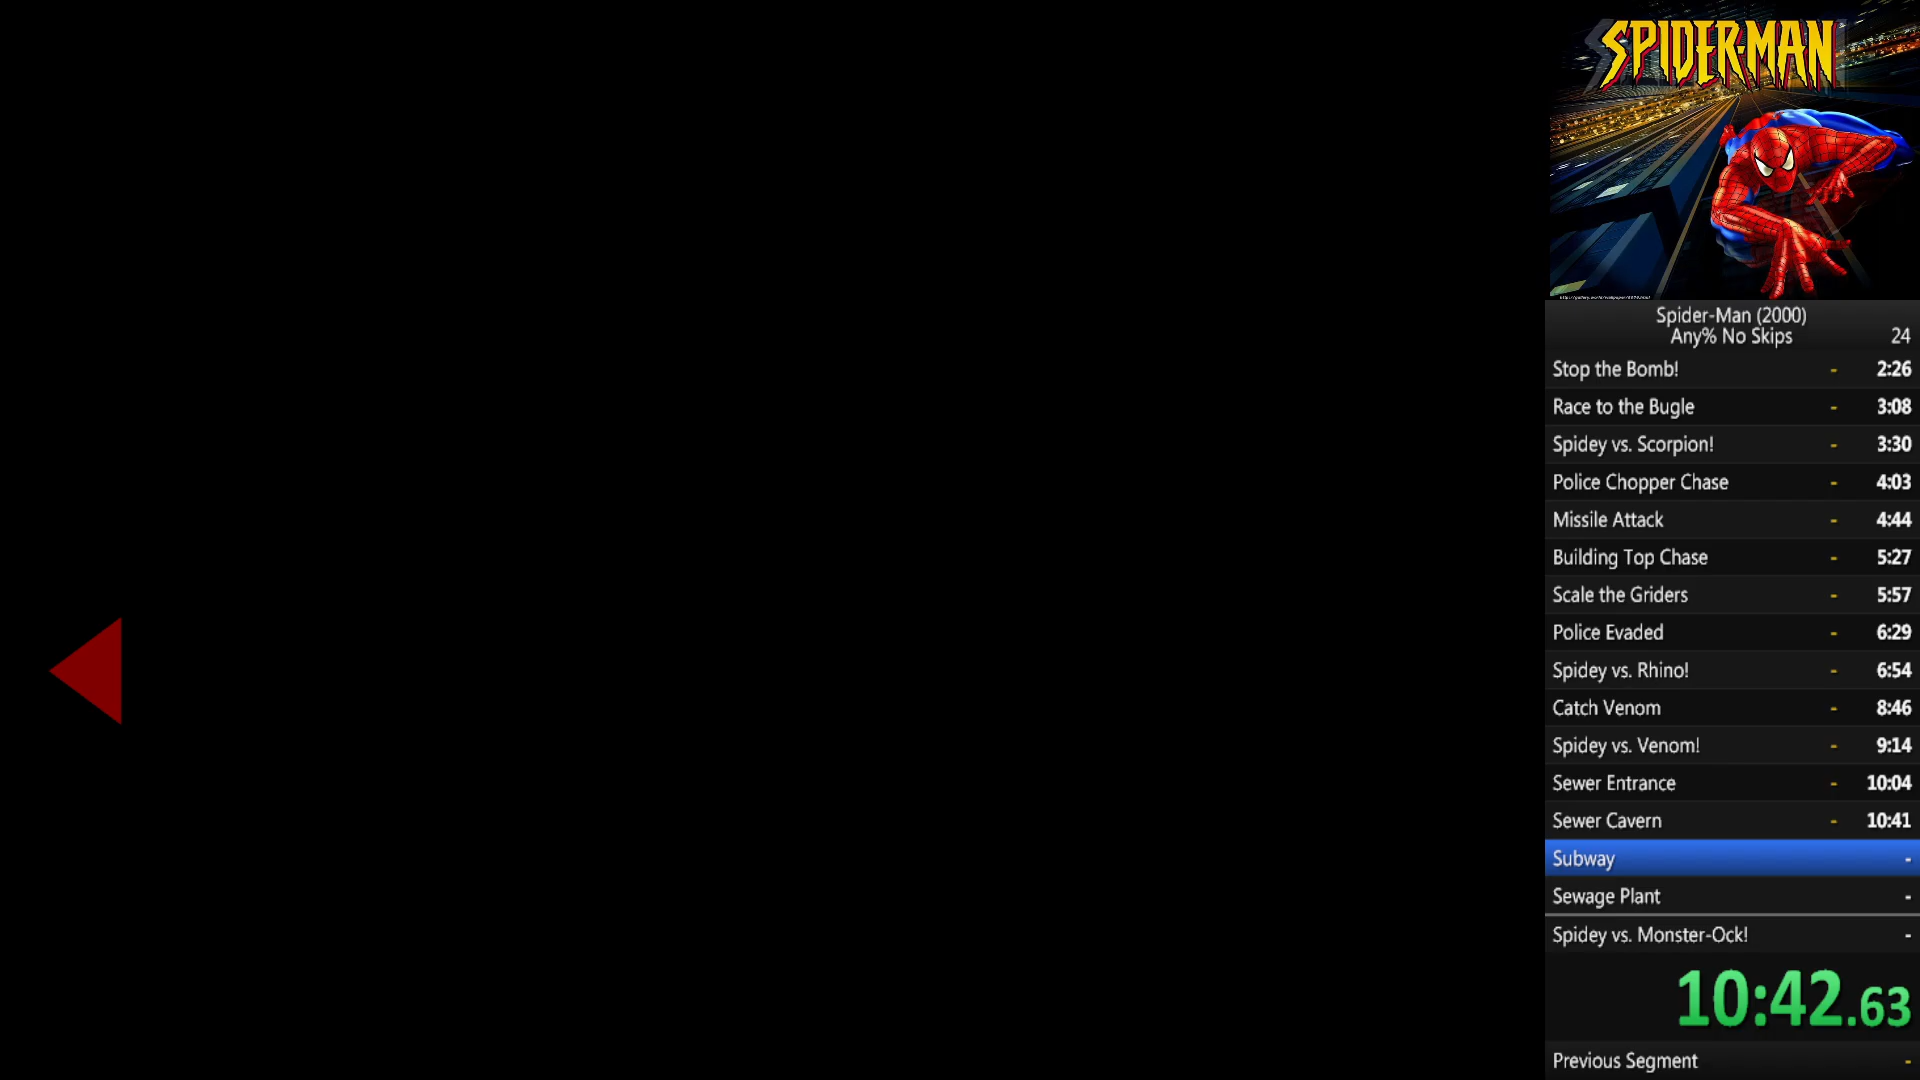 SPIDER-MAN
Spider-Man (2000)
Any% No Skips 24
Stop the Bomb! - 2:26
Race to the Bugle - 3:08
Spidey vs. Scorpion! - 3:30
Police Chopper Chase - 4:03
Missile Attack - 4:44
Building Top Chase - 5:27
Scale the Griders - 5:57
Police Evaded - 6:29
Spidey vs. Rhino! - 6:54
Catch Venom - 8:46
Spidey vs. Venom! - 9:14
Sewer Entrance - 10:04
Sewer Cavern - 10:41
Subway -
Sewage Plant -
Spidey vs. Monster-Ock! -
10:42.63
Previous Segment -